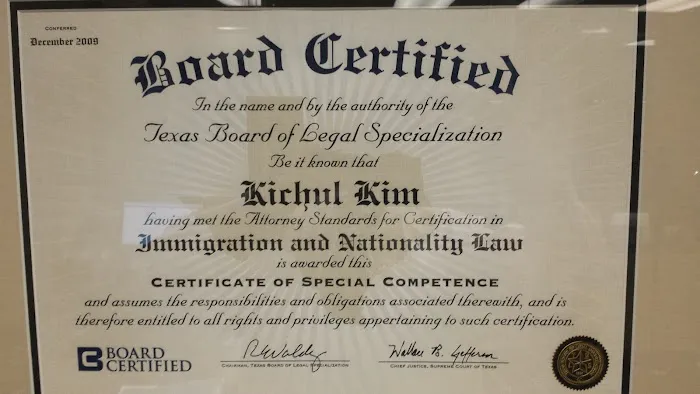 CONFERRED
December 2009
Board Certified
In the name and by the authority of the
Texas Board of Legal Specialization
Be it known that
Kichul Kim
having met the Attorney Standards for Certification in
Immigration and Nationality Law
is awarded this
CERTIFICATE OF SPECIAL COMPETENCE
and assumes the responsibilities and obligations associated therewith, and is
therefore entitled to all rights and privileges appertaining to such certification.
BOARD
CERTIFIED
CHAIRMAN, TEXAS BOARD OF LEGAL SPECIALIZATION
Wallace B. Jefferson
CHIEF JUSTICE, SUPREME COURT OF TEXAS